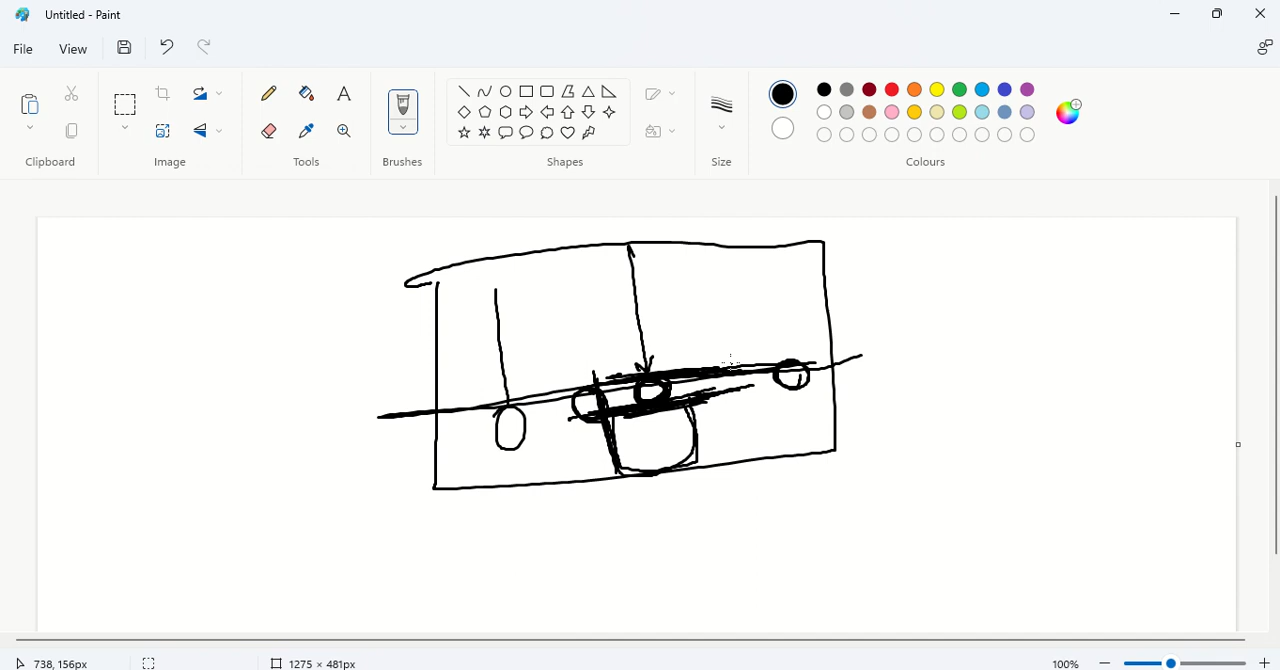 Untitled - Paint
File View
Clipboard Image Tools Brushes Shapes Size Colours
738, 156px 1275 × 481px 100%